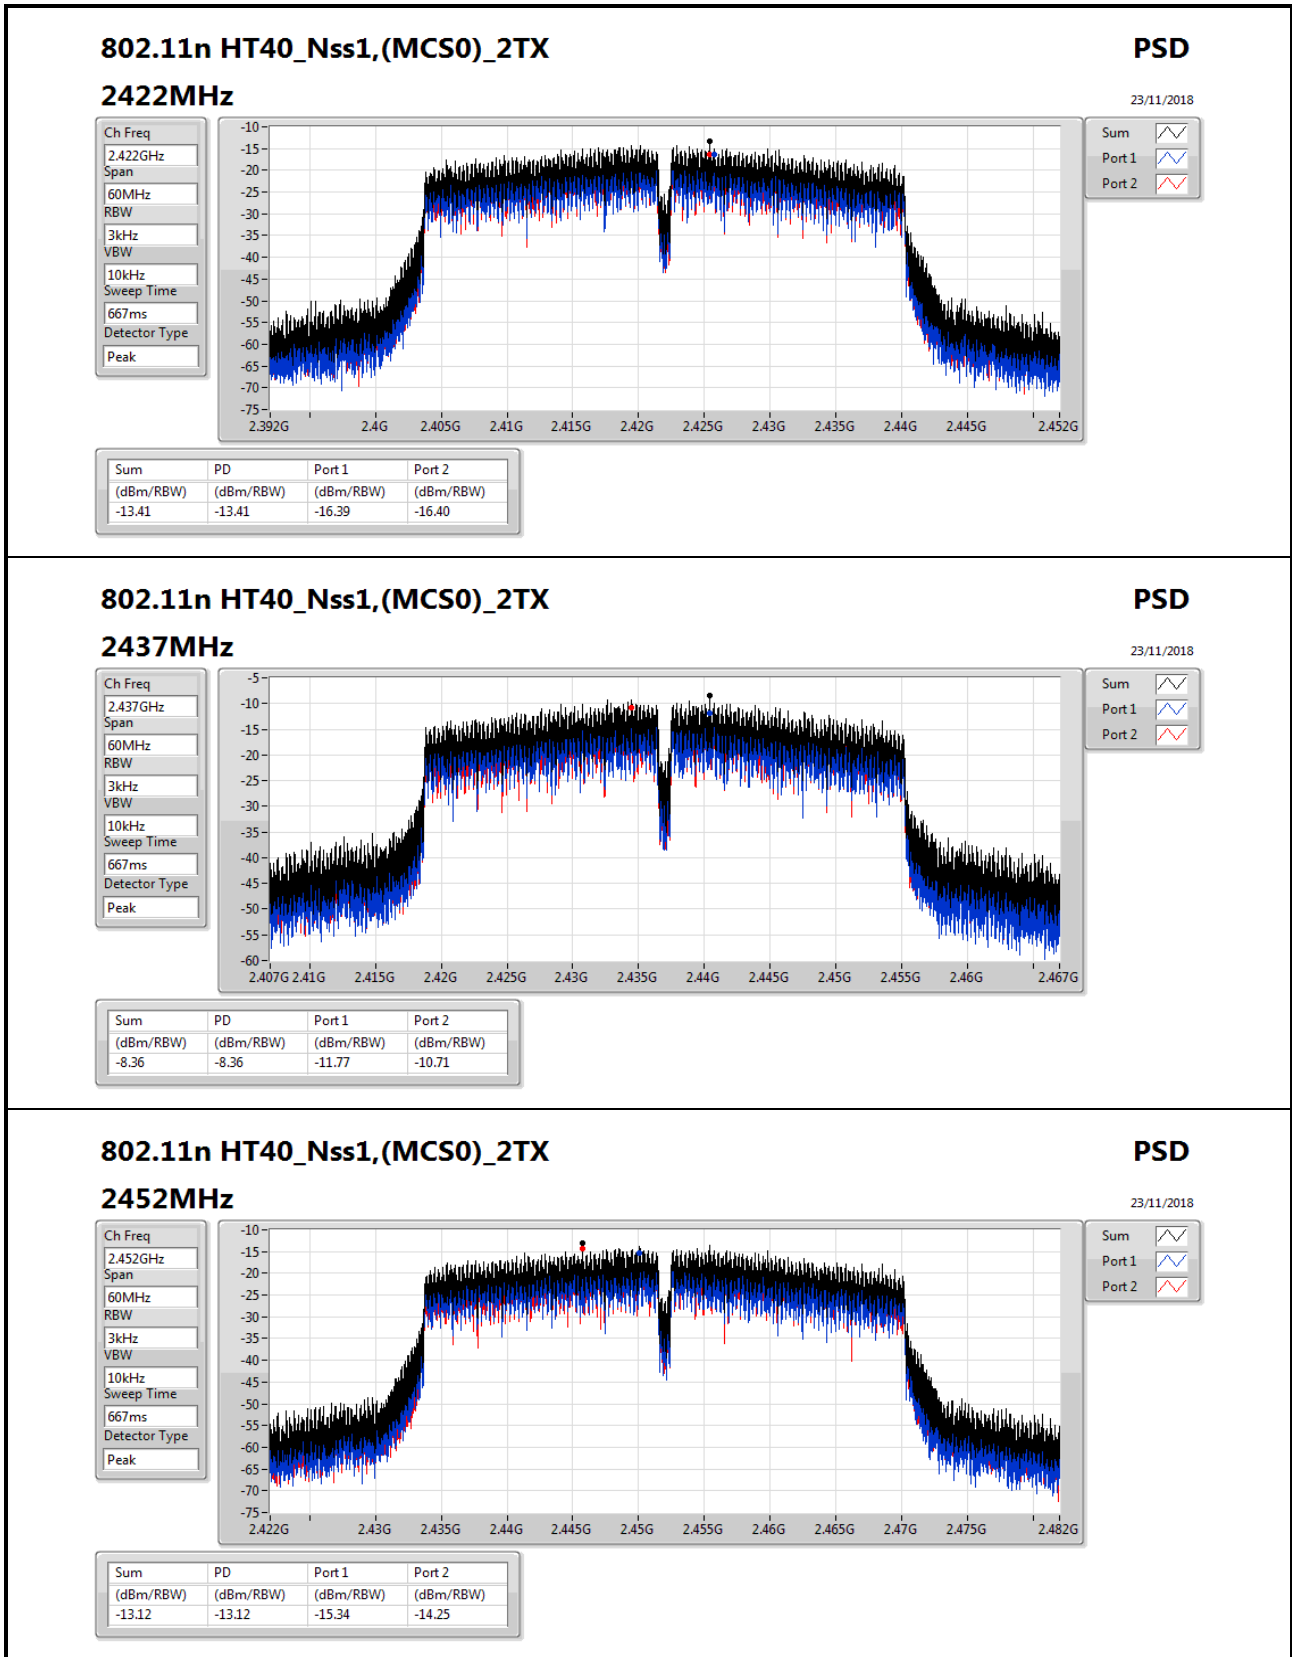 802.11n HT40_Nss1,(MCS0)_2TX PSD
2422MHz 23/11/2018
Ch Freq
2.422GHz
Span
60MHz
RBW
3kHz
VBW
10kHz
Sweep Time
667ms
Detector Type
Peak
-10
-15
-20
-25
-30
-35
-40
-45
-50
-55
-60
-65
-70
-75
2.392G 2.4G 2.405G 2.41G 2.415G 2.42G 2.425G 2.43G 2.435G 2.44G 2.445G 2.452G
Sum
Port 1
Port 2
Sum PD Port 1 Port 2
(dBm/RBW) (dBm/RBW) (dBm/RBW) (dBm/RBW)
-13.41 -13.41 -16.39 -16.40
802.11n HT40_Nss1,(MCS0)_2TX PSD
2437MHz 23/11/2018
Ch Freq
2.437GHz
Span
60MHz
RBW
3kHz
VBW
10kHz
Sweep Time
667ms
Detector Type
Peak
-5
-10
-15
-20
-25
-30
-35
-40
-45
-50
-55
-60
2.407G 2.41G 2.415G 2.42G 2.425G 2.43G 2.435G 2.44G 2.445G 2.45G 2.455G 2.46G 2.467G
Sum
Port 1
Port 2
Sum PD Port 1 Port 2
(dBm/RBW) (dBm/RBW) (dBm/RBW) (dBm/RBW)
-8.36 -8.36 -11.77 -10.71
802.11n HT40_Nss1,(MCS0)_2TX PSD
2452MHz 23/11/2018
Ch Freq
2.452GHz
Span
60MHz
RBW
3kHz
VBW
10kHz
Sweep Time
667ms
Detector Type
Peak
-10
-15
-20
-25
-30
-35
-40
-45
-50
-55
-60
-65
-70
-75
2.422G 2.43G 2.435G 2.44G 2.445G 2.45G 2.455G 2.46G 2.465G 2.47G 2.475G 2.482G
Sum
Port 1
Port 2
Sum PD Port 1 Port 2
(dBm/RBW) (dBm/RBW) (dBm/RBW) (dBm/RBW)
-13.12 -13.12 -15.34 -14.25